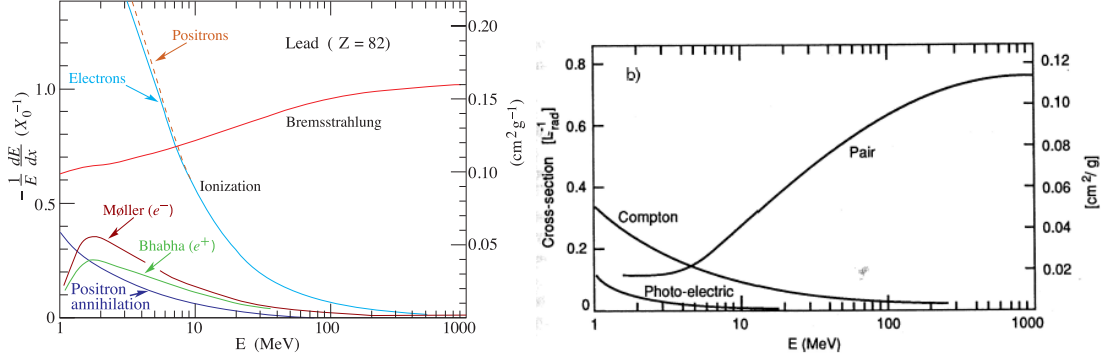 Positrons
Lead ( Z = 82)
Electrons
Bremsstrahlung
Ionization
Møller (e−)
Bhabha (e+)
Positron
annihilation
0
0.5
1.0
− 1/E dE/dx (X0−1)
0.05
0.10
0.15
0.20
(cm2 g−1)
1
10
100
1000
E (MeV)
b)
Pair
Compton
Photo-electric
0.8
0.6
0.4
0.2
0
Cross-section [L−1rad]
0.12
0.10
0.08
0.06
0.04
0.02
[cm2/g]
1
10
100
1000
E (MeV)